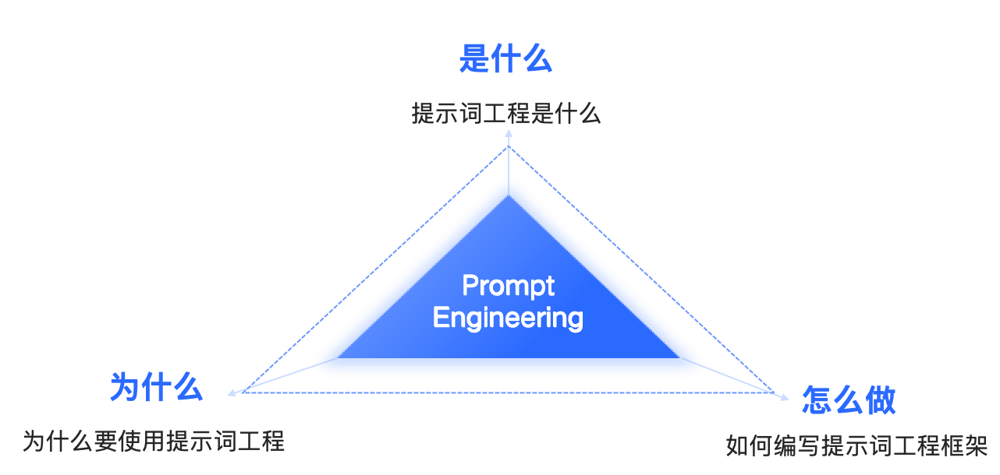 是什么
提示词工程是什么
Prompt
Engineering
为什么
为什么要使用提示词工程
怎么做
如何编写提示词工程框架